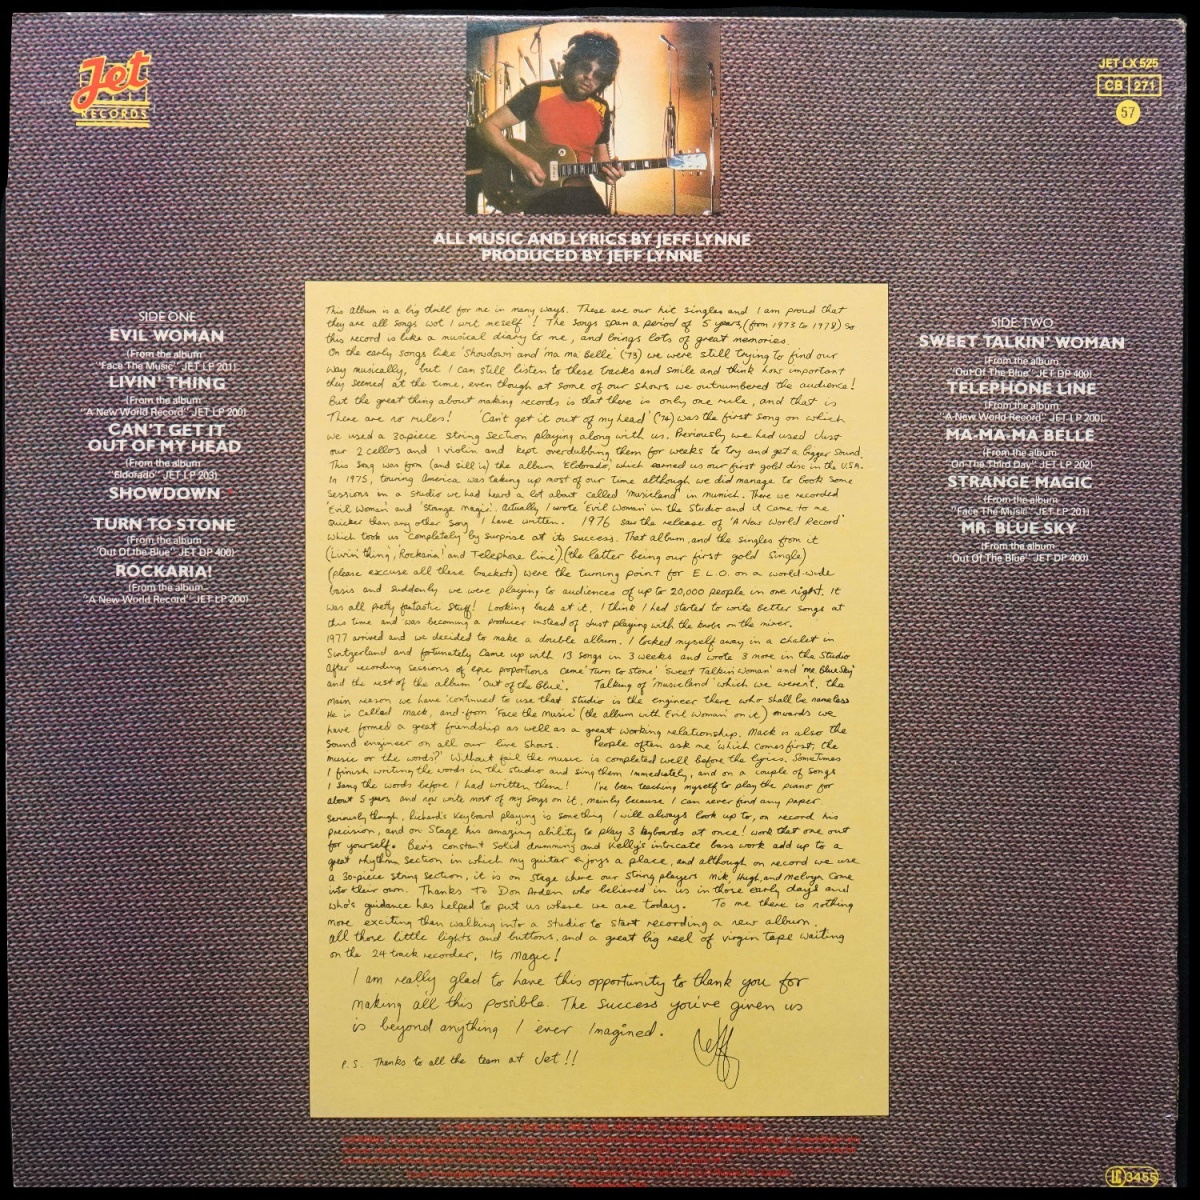 Jet
RECORDS
JET LX 525
CB 271
57
ALL MUSIC AND LYRICS BY JEFF LYNNE
PRODUCED BY JEFF LYNNE
SIDE ONE
EVIL WOMAN
(From the album
"Face The Music" JET LP 201)
LIVIN' THING
(From the album
"A New World Record" JET LP 200)
CAN'T GET IT
OUT OF MY HEAD
(From the album
"Eldorado" JET LP 203)
SHOWDOWN
TURN TO STONE
(From the album
"Out Of the Blue" JET DP 400)
ROCKARIA!
(From the album
"A New World Record" JET LP 200)
This album is a big thrill for me in many ways. These are our hit singles and I am proud that
they are all songs wot I writ meself! The songs span a period of 5 years, (from 1973 to 1978) so
this record is like a musical diary to me, and brings lots of great memories.
On the early songs like 'Showdown' and 'ma ma Belle' ('73) we were still trying to find our
way musically, but I can still listen to these tracks and smile and think how important
they seemed at the time, even though at some of our shows we outnumbered the audience!
But the great thing about making records is that there is only one rule, and that is
There are no rules! 'Can't get it out of my head' ('74) was the first song on which
we used a 30 piece string section playing along with us. Previously we had used Just
our 2 cellos and 1 violin and kept overdubbing them for weeks to try and get a bigger sound.
This song was from (and still is) the album 'Eldorado', which earned us our first gold disc in the U.S.A.
In 1975, touring America was taking up most of our time although we did manage to book some
Sessions in a studio we had heard a lot about called 'musicland' in munich. There we recorded
'Evil Woman' and 'Strange magic'. Actually I wrote 'Evil Woman' in the Studio and it came to me
quicker than any other song I have written. 1976 saw the release of 'A New World Record'
which took us completely by surprise at its success. That album, and the singles from it
(Livin' thing, Rockaria! and Telephone line) (the latter being our first gold single)
(please excuse all these brackets) were the turning point for E.L.O. on a world-wide
basis and suddenly we were playing to audiences of up to 20,000 people in one night. It
was all pretty fantastic Stuff! Looking back at it, I think I had started to write better songs at
this time and was becoming a producer instead of Just playing with the knobs on the mixer.
1977 arrived and we decided to make a double album. I locked myself away in a chalet in
Switzerland and fortunately came up with 13 songs in 3 weeks and wrote 3 more in the Studio
After recording sessions of epic proportions came 'Turn to Stone' 'Sweet Talkin Woman' and 'Mr Blue Sky'
and the rest of the album 'Out of the Blue'. Talking of 'musicland' which we weren't, the
main reason we have continued to use that Studio is the engineer there who shall be nameless
He is called Mack, and from 'Face the Music' (the album with Evil Woman on it) onwards we
have formed a great friendship as well as a great working relationship. Mack is also the
Sound engineer on all our live Shows. People often ask me 'which comes first, the
music or the words?' Without fail the music is completed well before the lyrics. Sometimes
I finish writing the words in the studio and sing them immediately, and on a couple of songs
I sang the words before I had written them! I've been teaching myself to play the piano for
about 5 years and now write most of my songs on it, mainly because I can never find any paper.
Seriously though, Richard's keyboard playing is something I will always look up to, on record his
precision, and on Stage his amazing ability to play 3 keyboards at once! work that one out
for yourself. Bev's constant Solid drumming and Kelly's intricate bass work add up to a
great rhythm section in which my guitar enjoys a place, and although on record we use
a 30-piece string section, it is on stage where our string players Mik, Hugh, and Melvyn Come
into their own. Thanks To Don Arden who believed in us in those early days and
who's guidance has helped to put us where we are today. To me there is nothing
more exciting than walking into a Studio to start recording a new album.
all those little lights and buttons, and a great big reel of virgin tape waiting
on the 24 track recorder, its magic!
I am really glad to have this opportunity to thank you for
making all this possible. The success you've given us
is beyond anything I ever Imagined.
Jeff
P.S. Thanks to all the team at Jet!!
SIDE TWO
SWEET TALKIN' WOMAN
(From the album
"Out Of The Blue" JET DP 400)
TELEPHONE LINE
(From the album
"A New World Record" JET LP 200)
MA-MA-MA BELLE
(From the album
"On The Third Day" JET LP 202)
STRANGE MAGIC
(From the album
"Face The Music" JET LP 201)
MR. BLUE SKY
(From the album
"Out Of The Blue" JET DP 400)
LC 3455